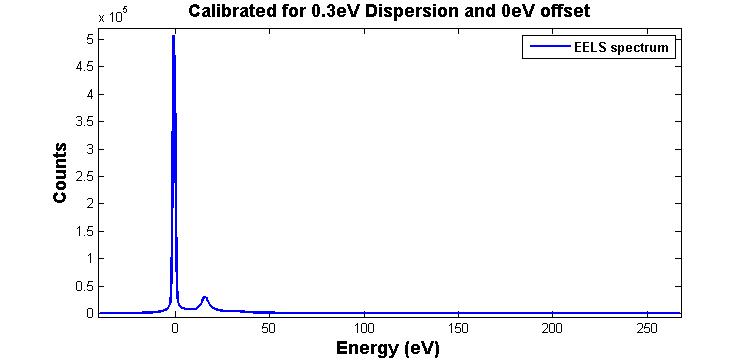 Calibrated for 0.3eV Dispersion and 0eV offset
x 10^5
EELS spectrum
5
4.5
4
3.5
3
2.5
2
1.5
1
0.5
0
Counts
0 50 100 150 200 250
Energy (eV)